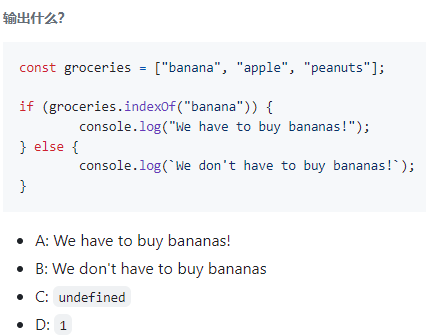 输出什么?
const groceries = ["banana", "apple", "peanuts"];
if (groceries.indexOf("banana")) {
console.log("We have to buy bananas!");
} else {
console.log(`We don't have to buy bananas!`);
}
A: We have to buy bananas!
B: We don't have to buy bananas
C: undefined
D: 1